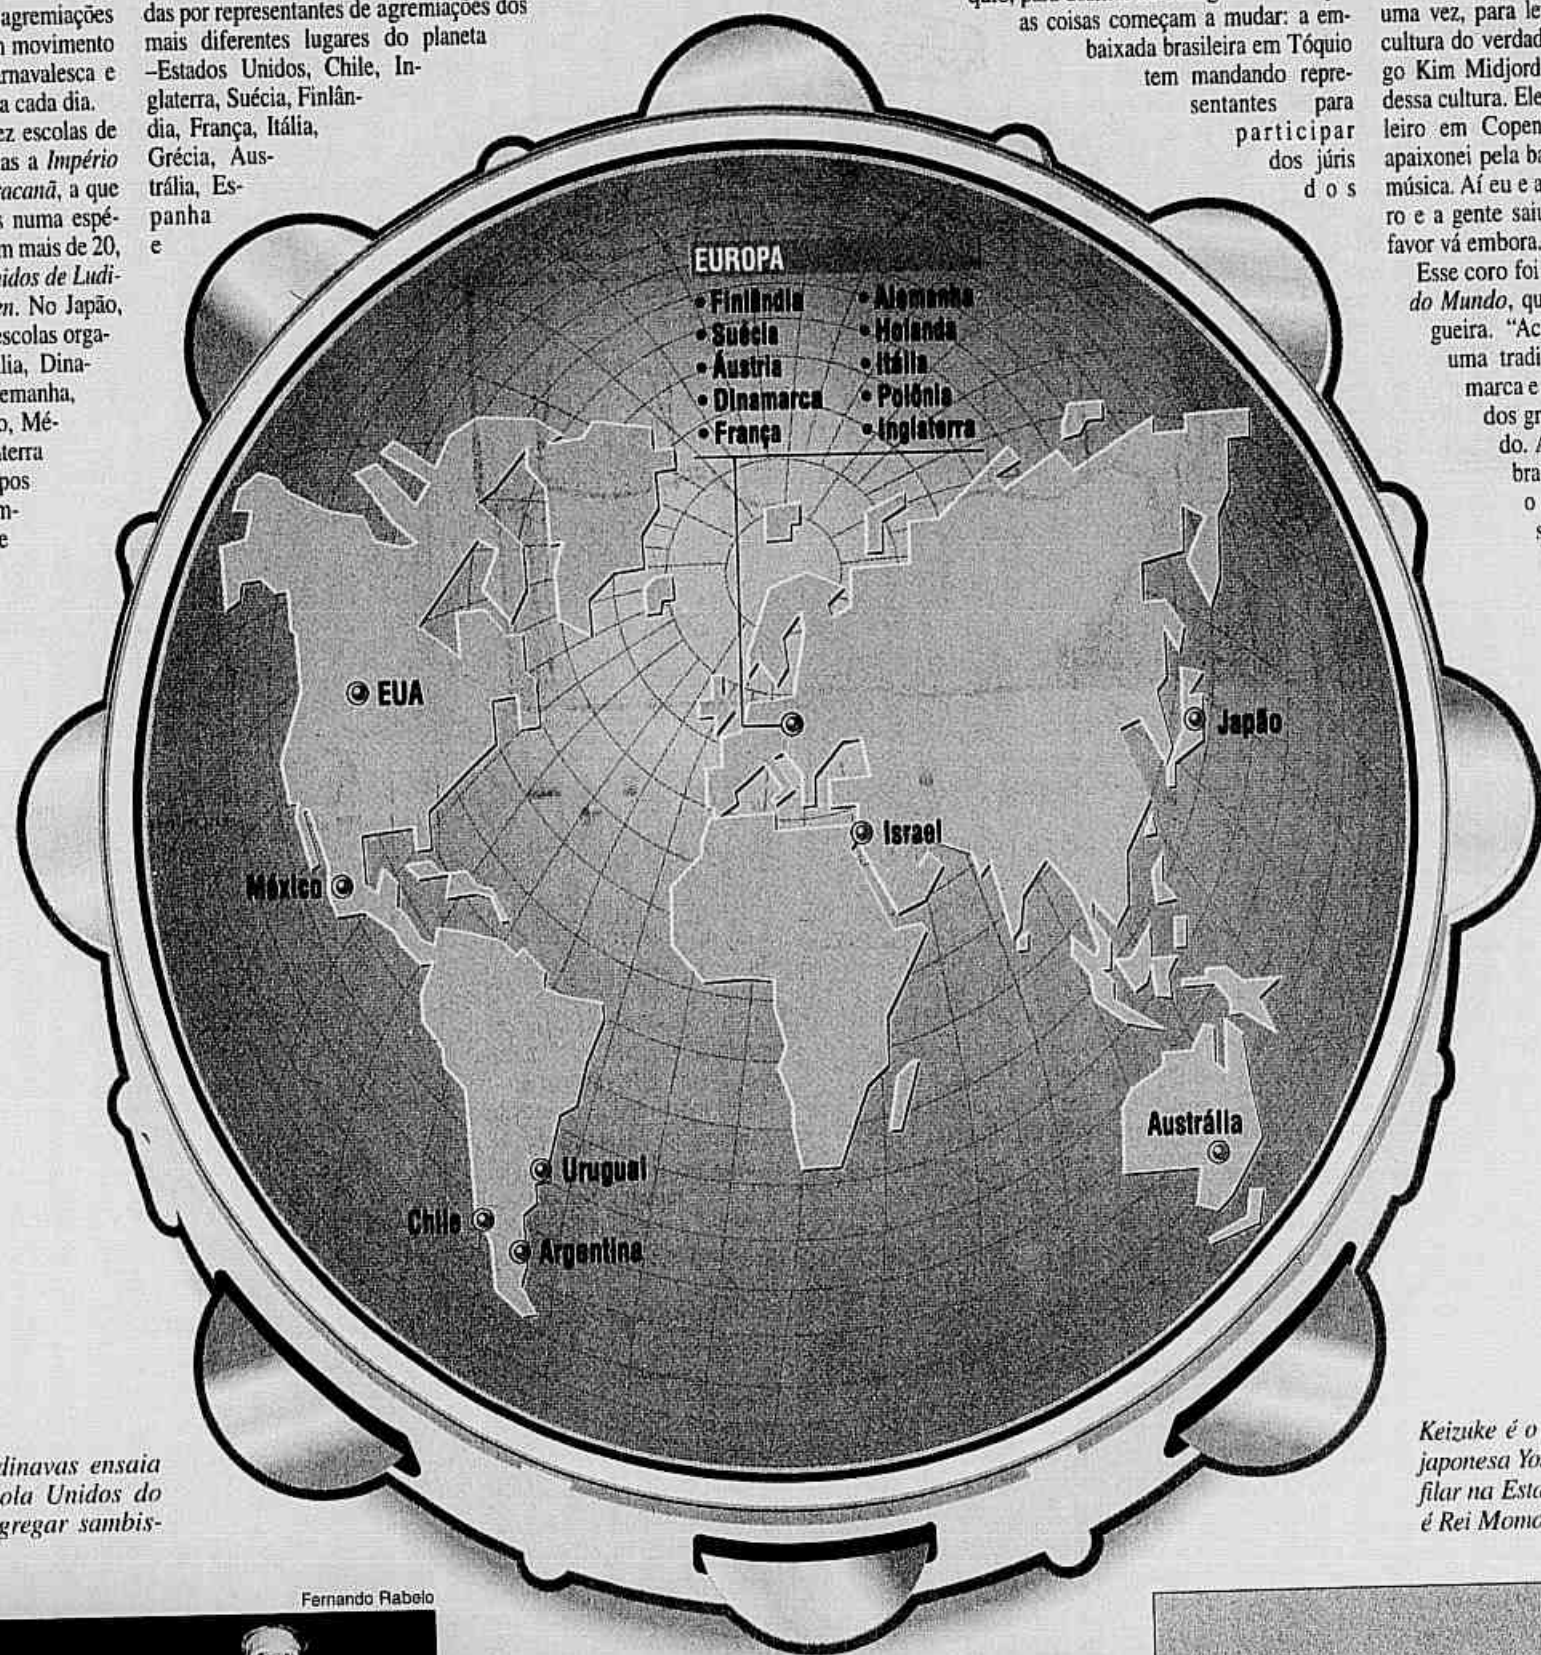 agremiações
movimento
rnavalesca e
a cada dia.
ez escolas de
as a Império
racanã, a que
s numa espé-
m mais de 20,
nidos de Ludi-
en. No Japão,
escolas orga-
lia, Dina-
emanha,
o, Mé-
terra
pos
m-
e
das por representantes de agremiações dos
mais diferentes lugares do planeta
–Estados Unidos, Chile, In-
glaterra, Suécia, Finlân-
dia, França, Itália,
Grécia, Aus-
trália, Es-
panha
e
as coisas começam a mudar: a em-
baixada brasileira em Tóquio
tem mandando repre-
sentantes para
participar
dos júris
dos
uma vez, para le
cultura do verdad
go Kim Midjord
dessa cultura. Ele
leiro em Copen
apaixonei pela ba
música. Aí eu e a
ro e a gente saiu
favor vá embora.
Esse coro foi
do Mundo, qu
gueira. “Ac
uma tradi
marca e
dos gr
do. A
bra
o
s
EUROPA
• Finlândia
• Suécia
• Áustria
• Dinamarca
• França
• Alemanha
• Holanda
• Itália
• Polônia
• Inglaterra
EUA
Japão
Israel
México
Austrália
Uruguai
Chile
Argentina
dinavas ensaia
ola Unidos do
gregar sambis-
Keizuke é o
japonesa Yo
filar na Esta
é Rei Momo
Fernando Rabelo